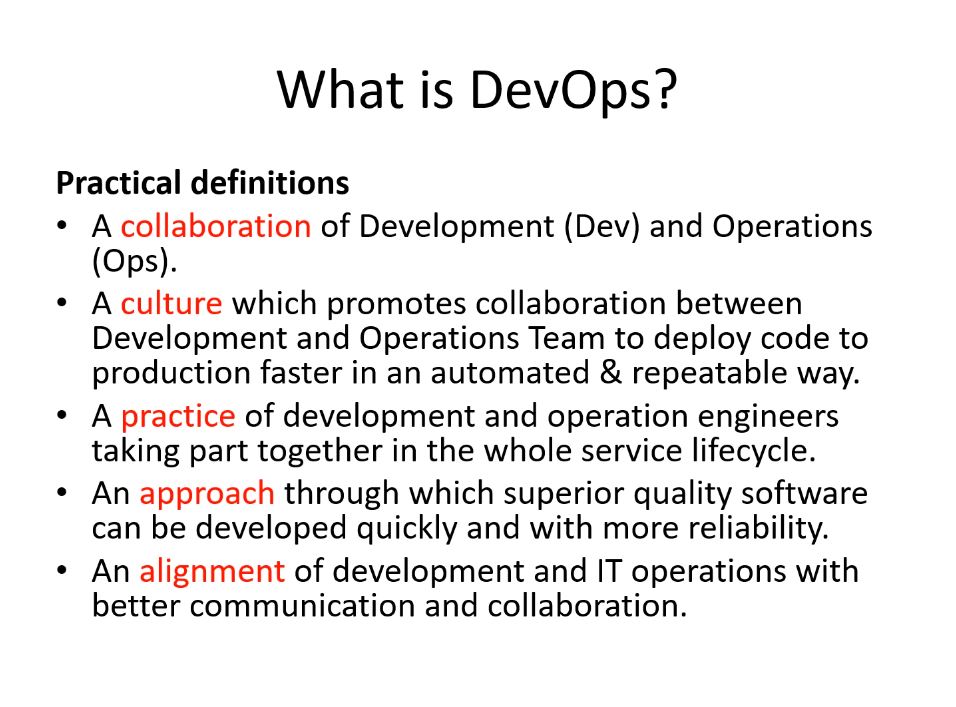 What is DevOps?
Practical definitions
• A collaboration of Development (Dev) and Operations
(Ops).
• A culture which promotes collaboration between
Development and Operations Team to deploy code to
production faster in an automated & repeatable way.
• A practice of development and operation engineers
taking part together in the whole service lifecycle.
• An approach through which superior quality software
can be developed quickly and with more reliability.
• An alignment of development and IT operations with
better communication and collaboration.